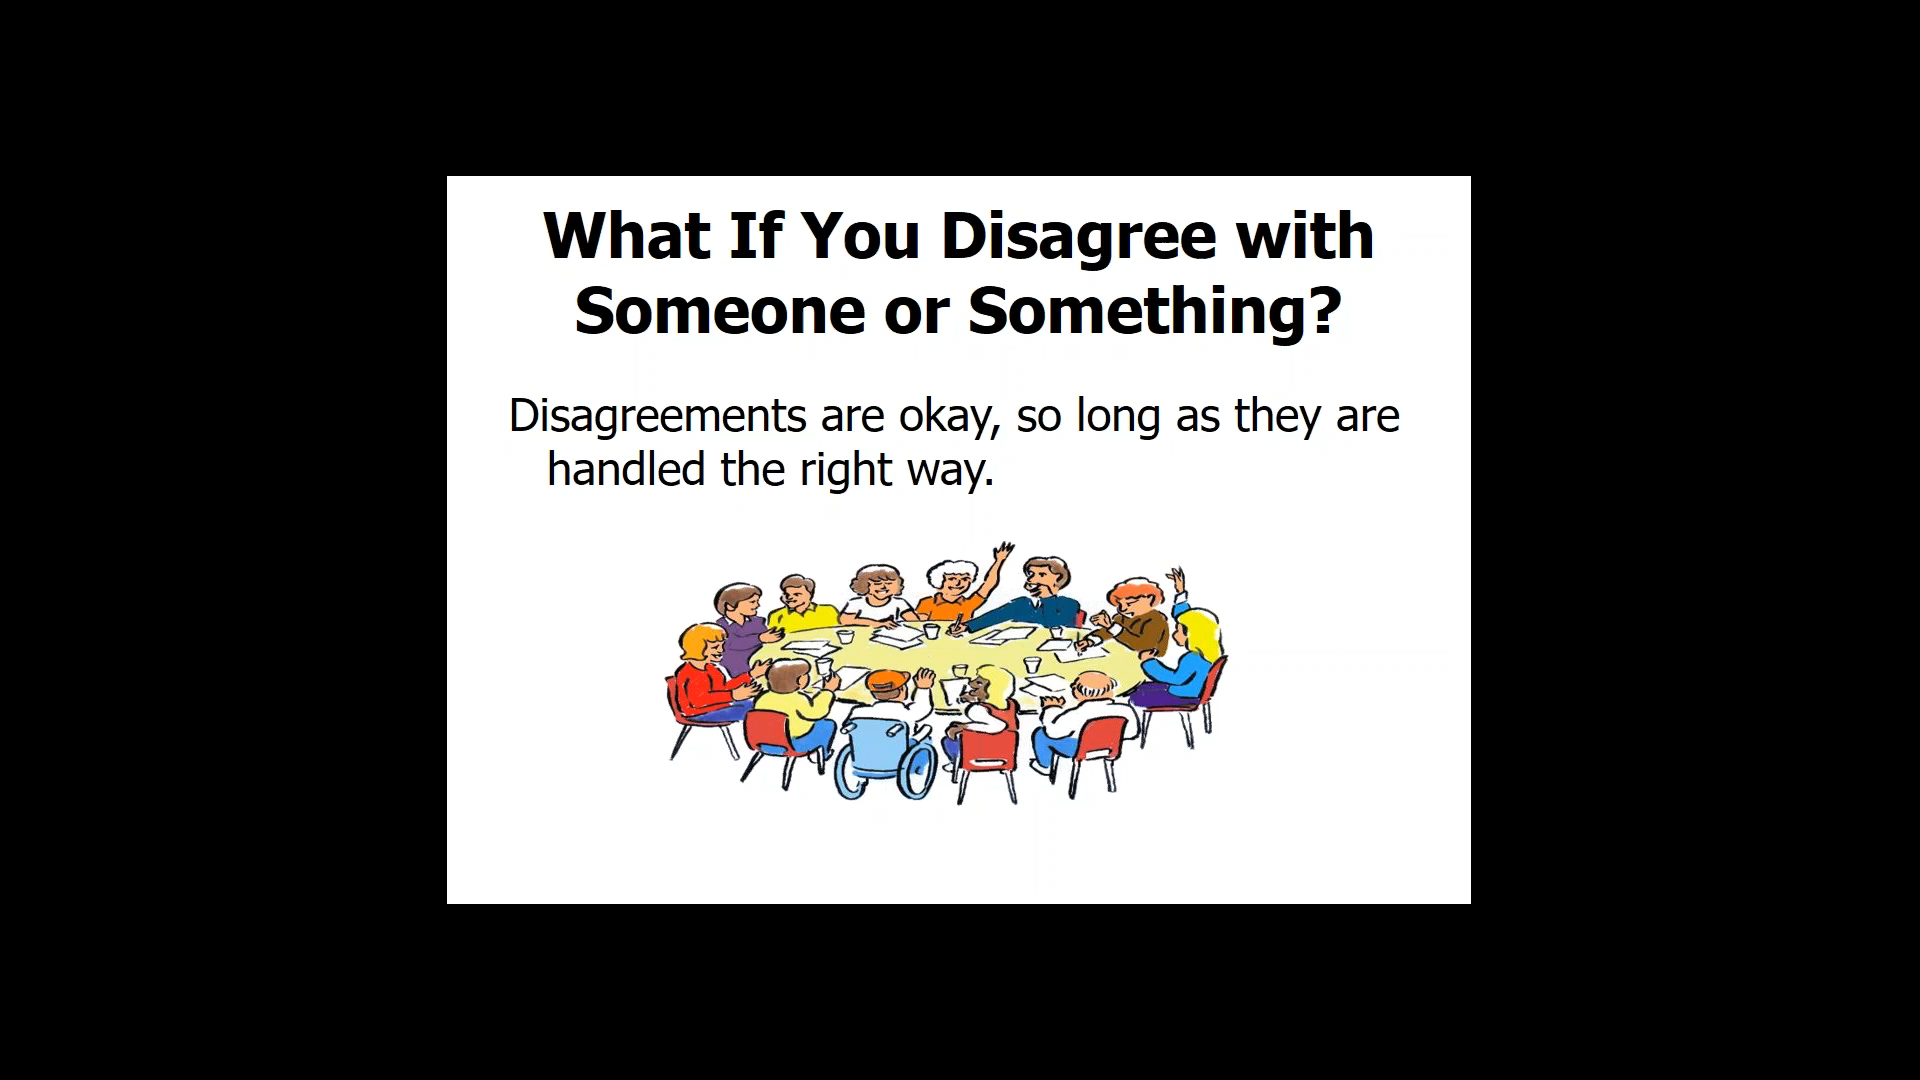 What If You Disagree with
Someone or Something?
Disagreements are okay, so long as they are
handled the right way.